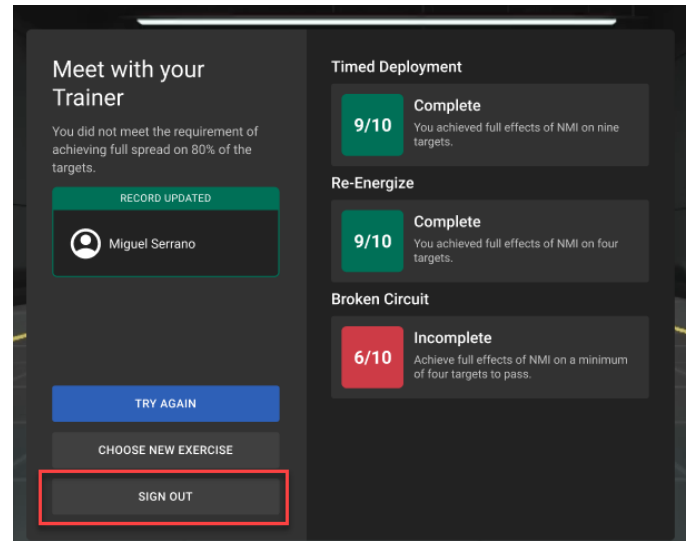 Meet with your
Trainer
You did not meet the requirement of
achieving full spread on 80% of the
targets.
RECORD UPDATED
Miguel Serrano
TRY AGAIN
CHOOSE NEW EXERCISE
SIGN OUT
Timed Deployment
9/10
Complete
You achieved full effects of NMI on nine
targets.
Re-Energize
9/10
Complete
You achieved full effects of NMI on four
targets.
Broken Circuit
6/10
Incomplete
Achieve full effects of NMI on a minimum
of four targets to pass.